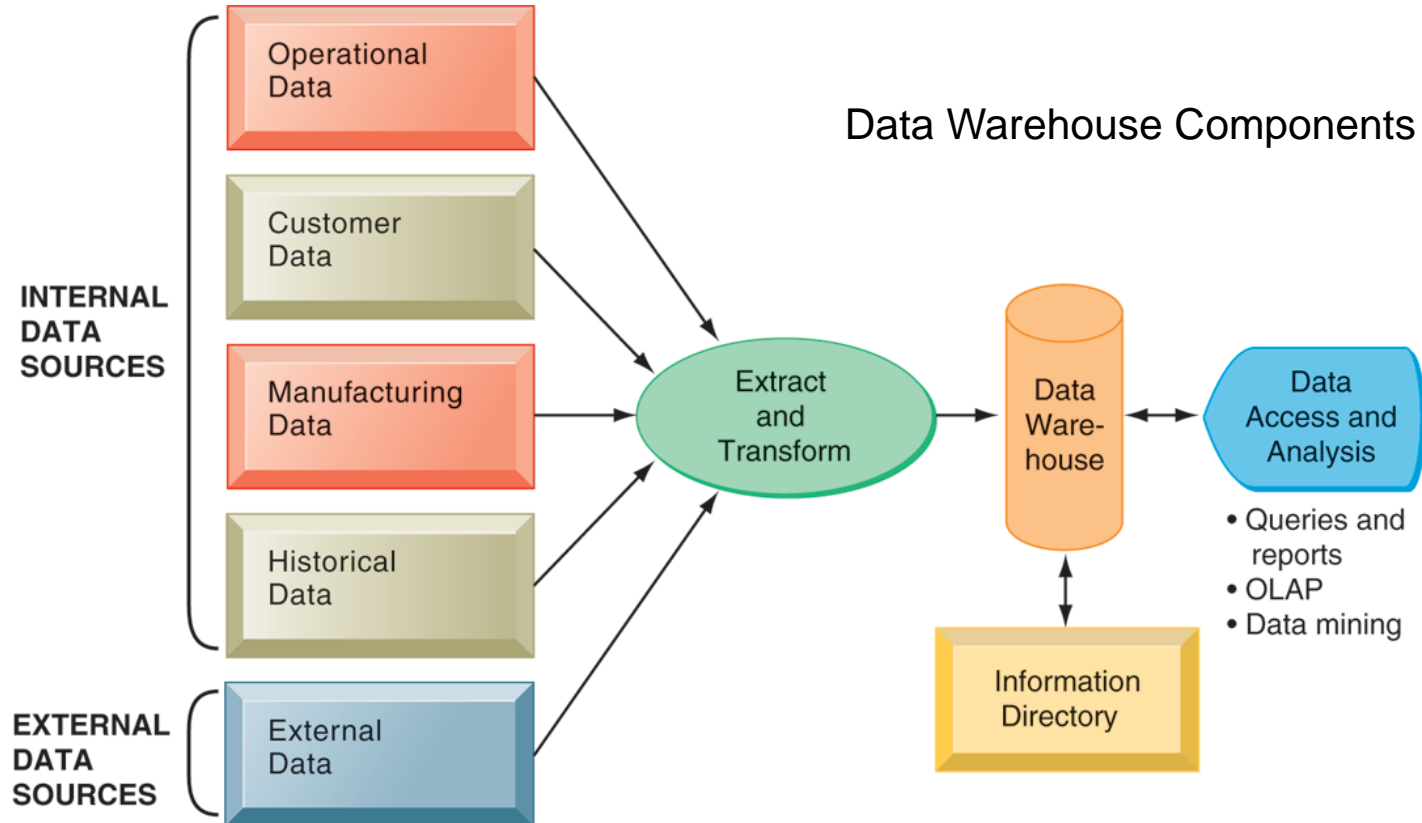 Data Warehouse Components
INTERNAL
DATA
SOURCES
Operational
Data
Customer
Data
Manufacturing
Data
Historical
Data
EXTERNAL
DATA
SOURCES
External
Data
Extract
and
Transform
Data
Ware-
house
Data
Access and
Analysis
• Queries and
reports
• OLAP
• Data mining
Information
Directory